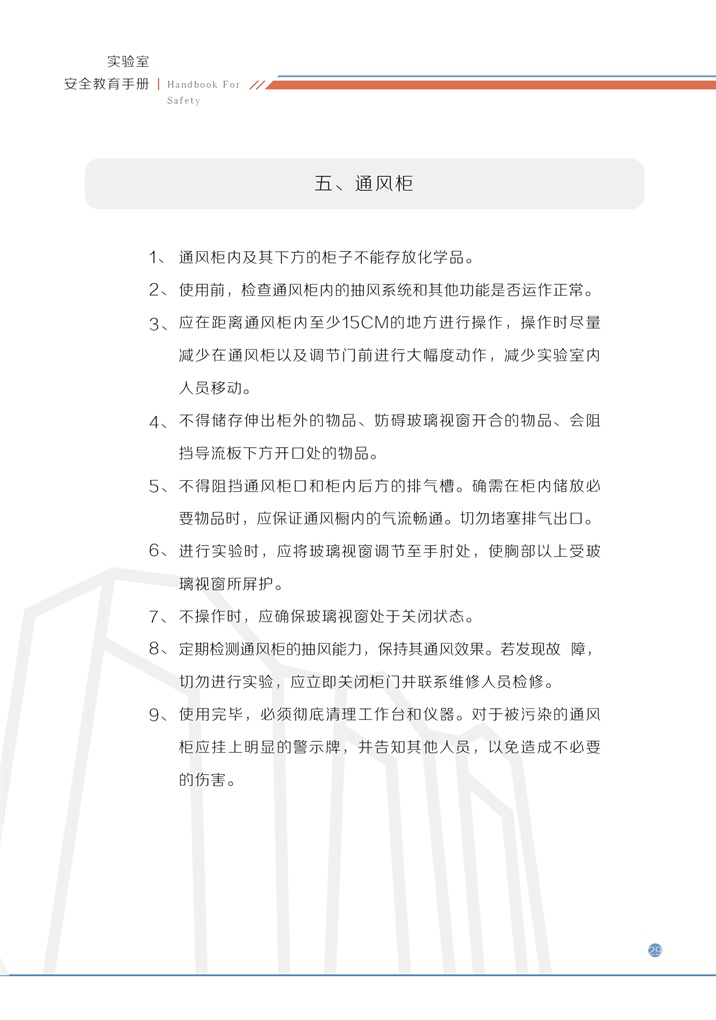 实验室
安全教育手册
Handbook For
Safety
五、通风柜
1、通风柜内及其下方的柜子不能存放化学品。
2、使用前，检查通风柜内的抽风系统和其他功能是否运作正常。
3、应在距离通风柜内至少15CM的地方进行操作，操作时尽量
减少在通风柜以及调节门前进行大幅度动作，减少实验室内
人员移动。
4、不得储存伸出柜外的物品、妨碍玻璃视窗开合的物品、会阻
挡导流板下方开口处的物品。
5、不得阻挡通风柜口和柜内后方的排气槽。确需在柜内储放必
要物品时，应保证通风橱内的气流畅通。切勿堵塞排气出口。
6、进行实验时，应将玻璃视窗调节至手肘处，使胸部以上受玻
璃视窗所屏护。
7、不操作时，应确保玻璃视窗处于关闭状态。
8、定期检测通风柜的抽风能力，保持其通风效果。若发现故 障，
切勿进行实验，应立即关闭柜门并联系维修人员检修。
9、使用完毕，必须彻底清理工作台和仪器。对于被污染的通风
柜应挂上明显的警示牌，并告知其他人员，以免造成不必要
的伤害。
29